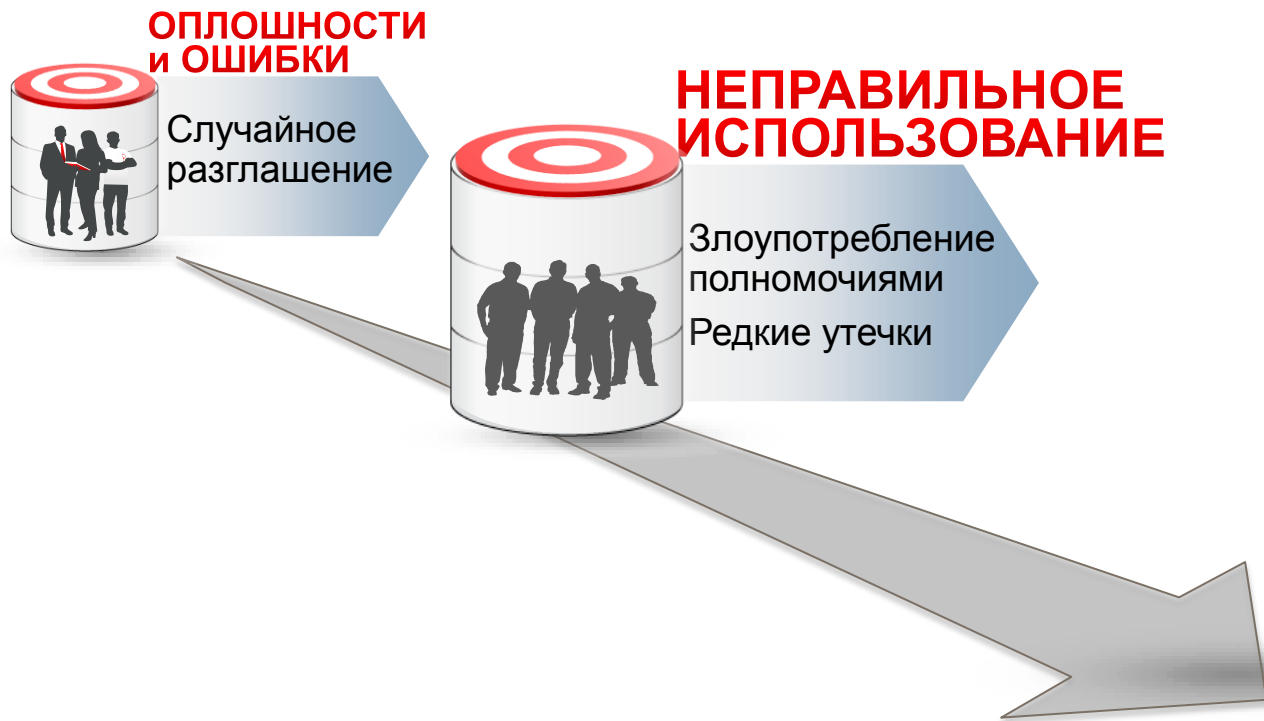 ОПЛОШНОСТИ
и ОШИБКИ
Случайное
разглашение
НЕПРАВИЛЬНОЕ
ИСПОЛЬЗОВАНИЕ
Злоупотребление
полномочиями
Редкие утечки